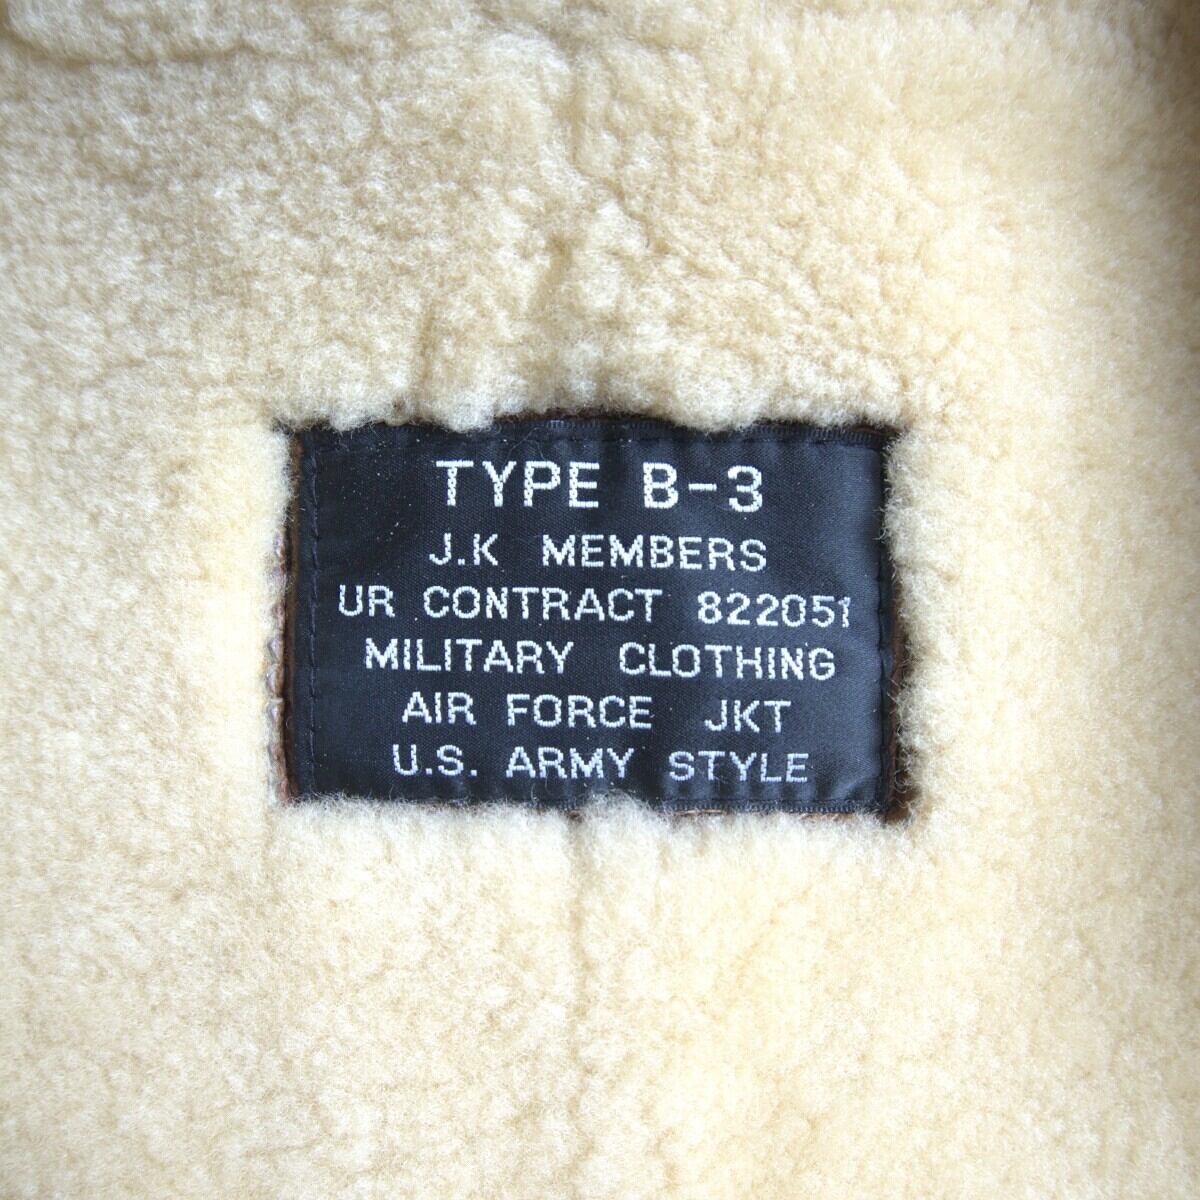 TYPE B-3
J.K MEMBERS
UR CONTRACT 822051
MILITARY CLOTHING
AIR FORCE JKT
U.S. ARMY STYLE